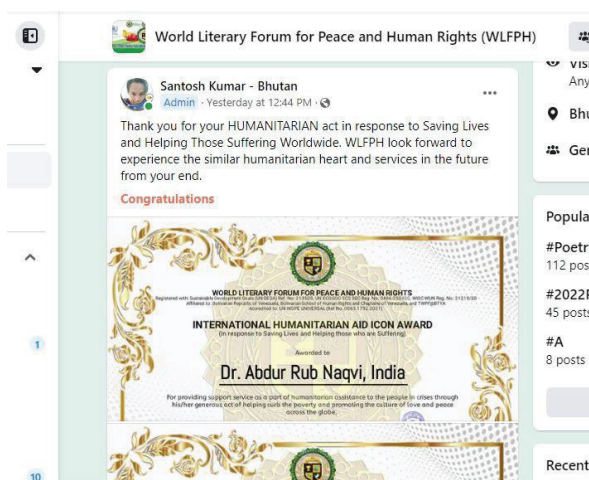 World Literary Forum for Peace and Human Rights (WLFPH)
Santosh Kumar - Bhutan
Admin · Yesterday at 12:44 PM ·
Thank you for your HUMANITARIAN act in response to Saving Lives
and Helping Those Suffering Worldwide. WLFPH look forward to
experience the similar humanitarian heart and services in the future
from your end.
Congratulations
WORLD LITERARY FORUM FOR PEACE AND HUMAN RIGHTS
INTERNATIONAL HUMANITARIAN AID ICON AWARD
(In response to Saving Lives and Helping those who are Suffering)
Awarded to
Dr. Abdur Rub Naqvi, India
For providing support service as a part of humanitarian assistance to the people in crises through
his/her generous act of helping curb the poverty and promoting the culture of love and peace
across the globe.
1
10
Any
Bhu
Gen
Popula
#Poetr
112 pos
#2022
45 posts
#A
8 posts
Recent